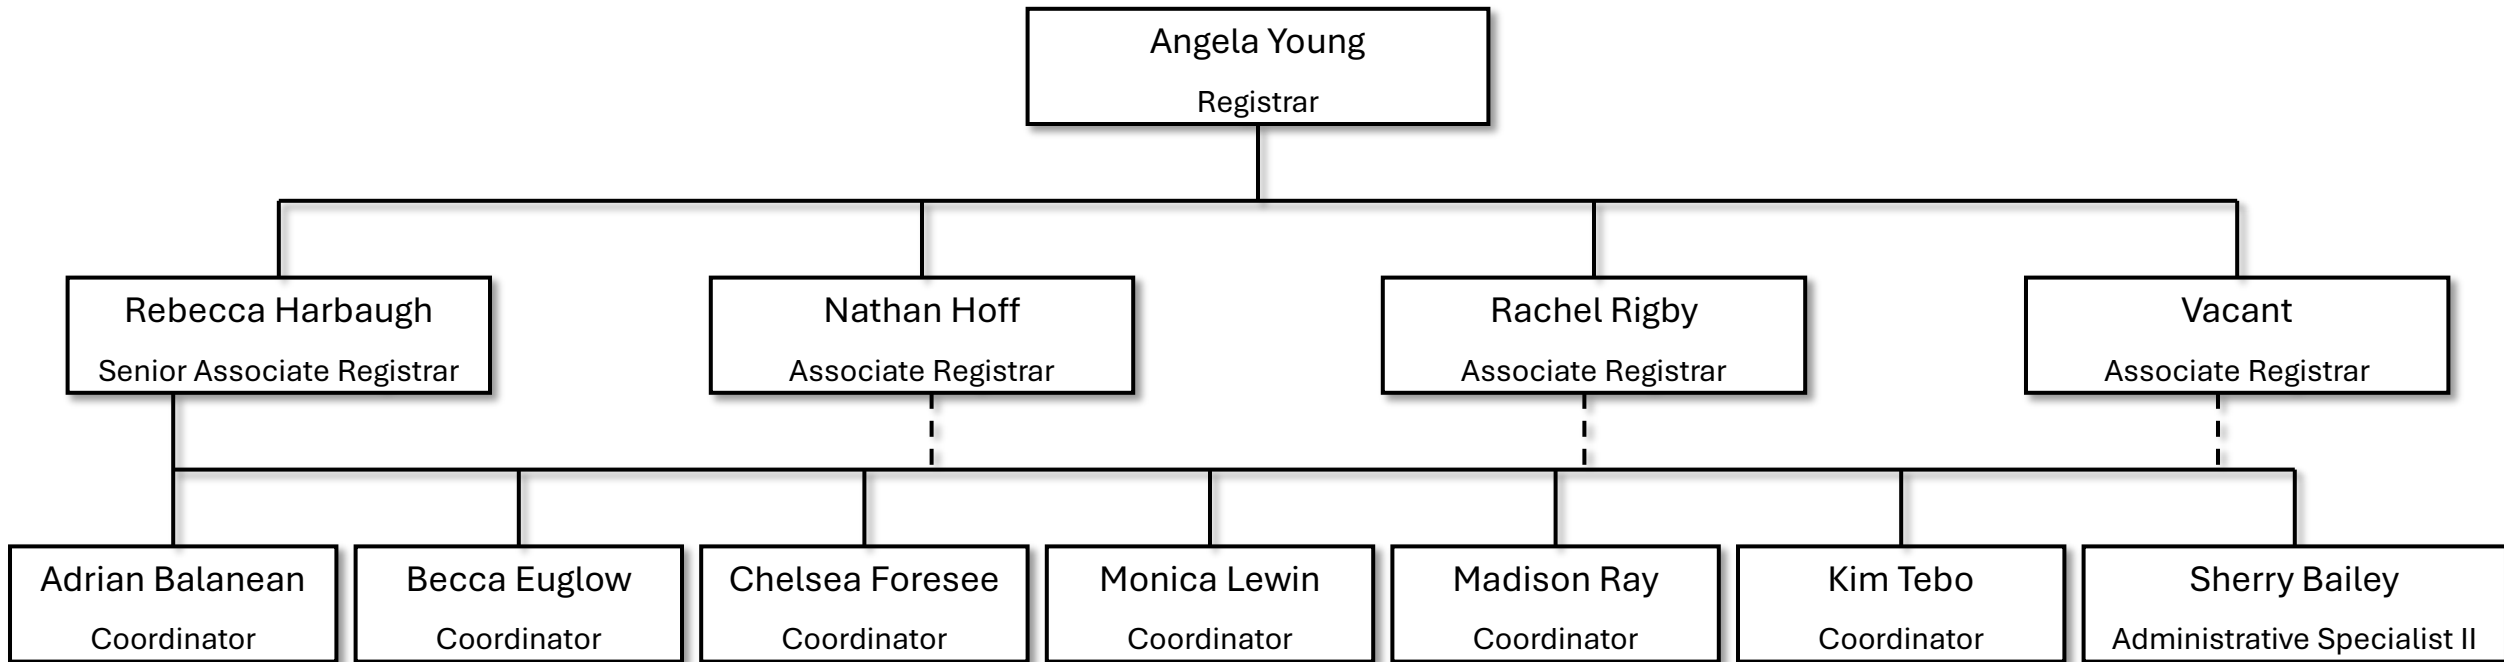 Angela Young
Registrar
Rebecca Harbaugh
Senior Associate Registrar
Nathan Hoff
Associate Registrar
Rachel Rigby
Associate Registrar
Vacant
Associate Registrar
Adrian Balanean
Coordinator
Becca Euglow
Coordinator
Chelsea Foresee
Coordinator
Monica Lewin
Coordinator
Madison Ray
Coordinator
Kim Tebo
Coordinator
Sherry Bailey
Administrative Specialist II